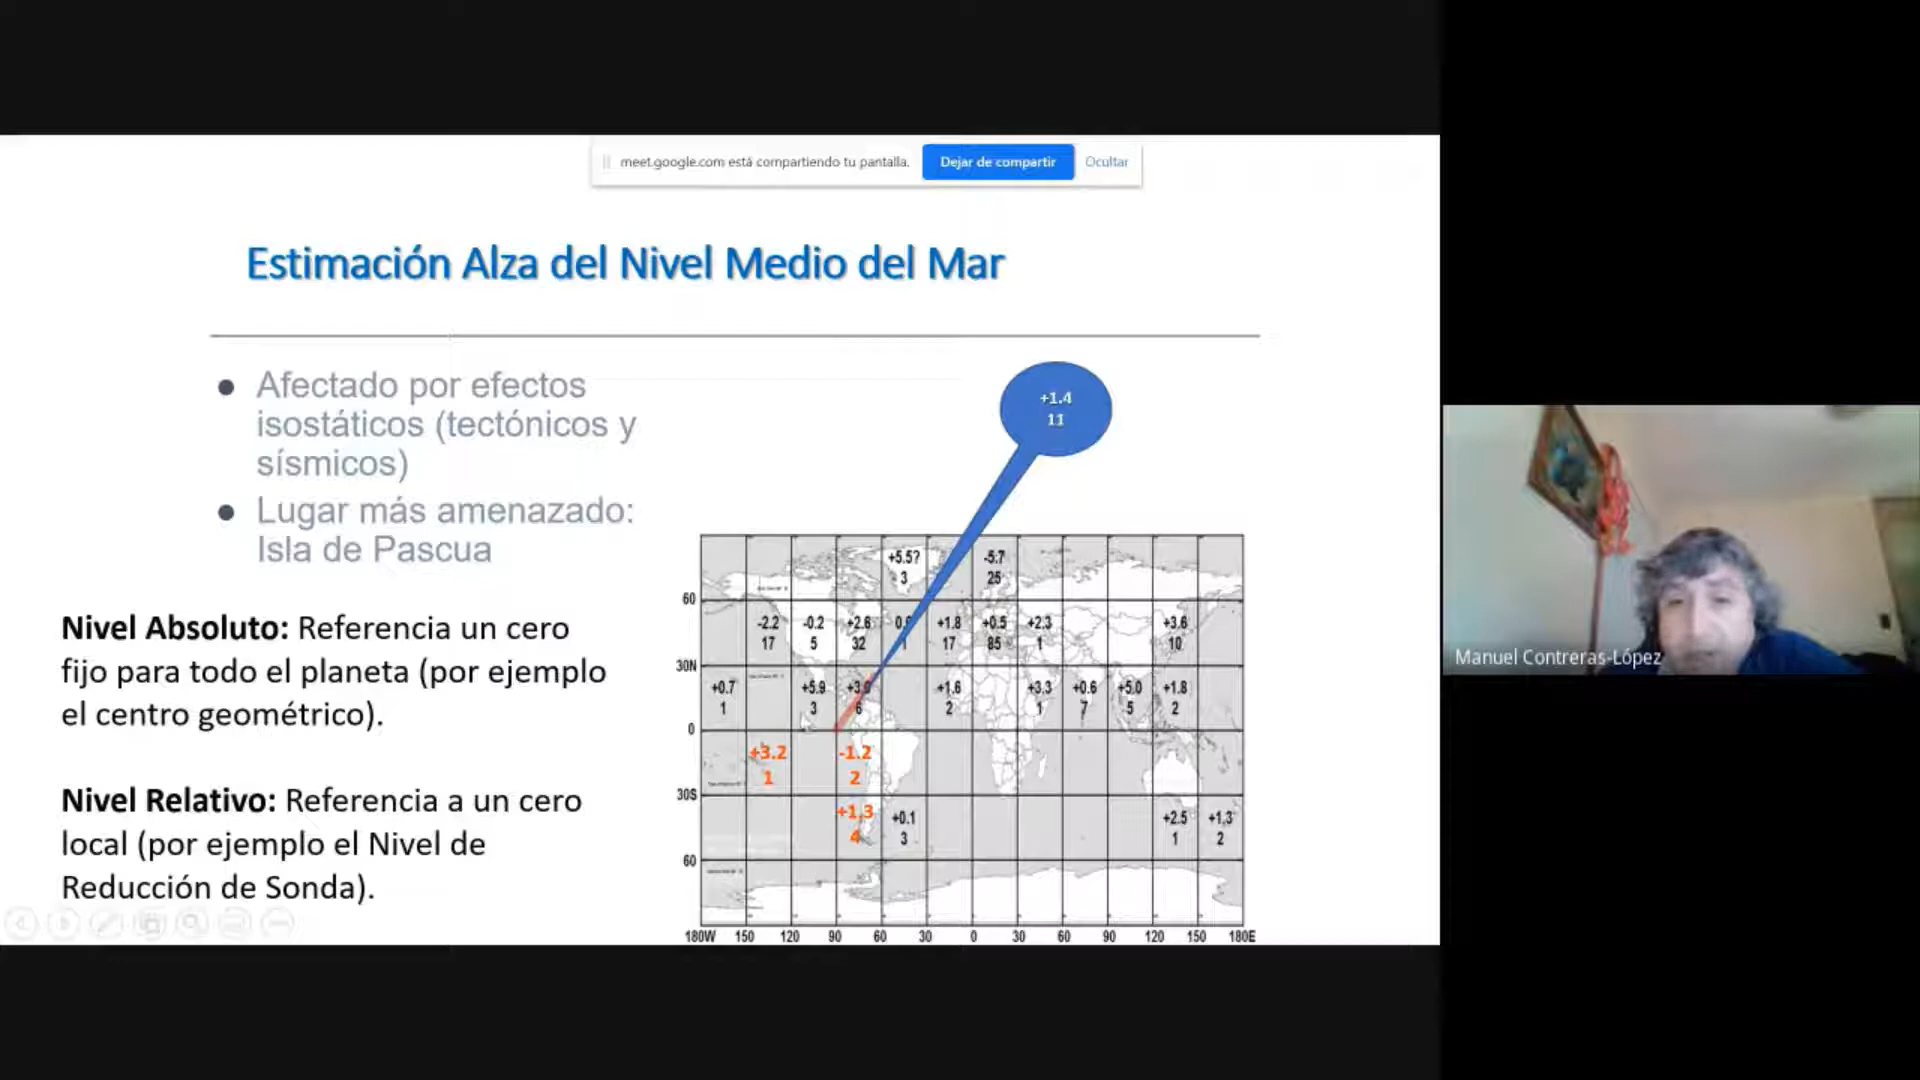 meet.google.com está compartiendo tu pantalla.
Dejar de compartir
Ocultar
Estimación Alza del Nivel Medio del Mar
● Afectado por efectos
isostáticos (tectónicos y
sísmicos)
● Lugar más amenazado:
Isla de Pascua
Nivel Absoluto: Referencia un cero
fijo para todo el planeta (por ejemplo
el centro geométrico).
Nivel Relativo: Referencia a un cero
local (por ejemplo el Nivel de
Reducción de Sonda).
+1.4
11
+5.5? -5.7
3 25
60
-2.2 -0.2 +2.6 +1.8 +0.5 +2.3 +3.6
17 5 32 1 17 85 1 10
30N
+0.7 +5.9 +1.6 +3.3 +0.6 +5.0 +1.8
1 3 6 2 1 7 5 2
0
+3.2 -1.2
1 2
30S
+1.3 +0.1 +2.5 +1.3
4 3 1 2
60
180W 150 120 90 60 30 0 30 60 90 120 150 180E
Manuel Contreras-López